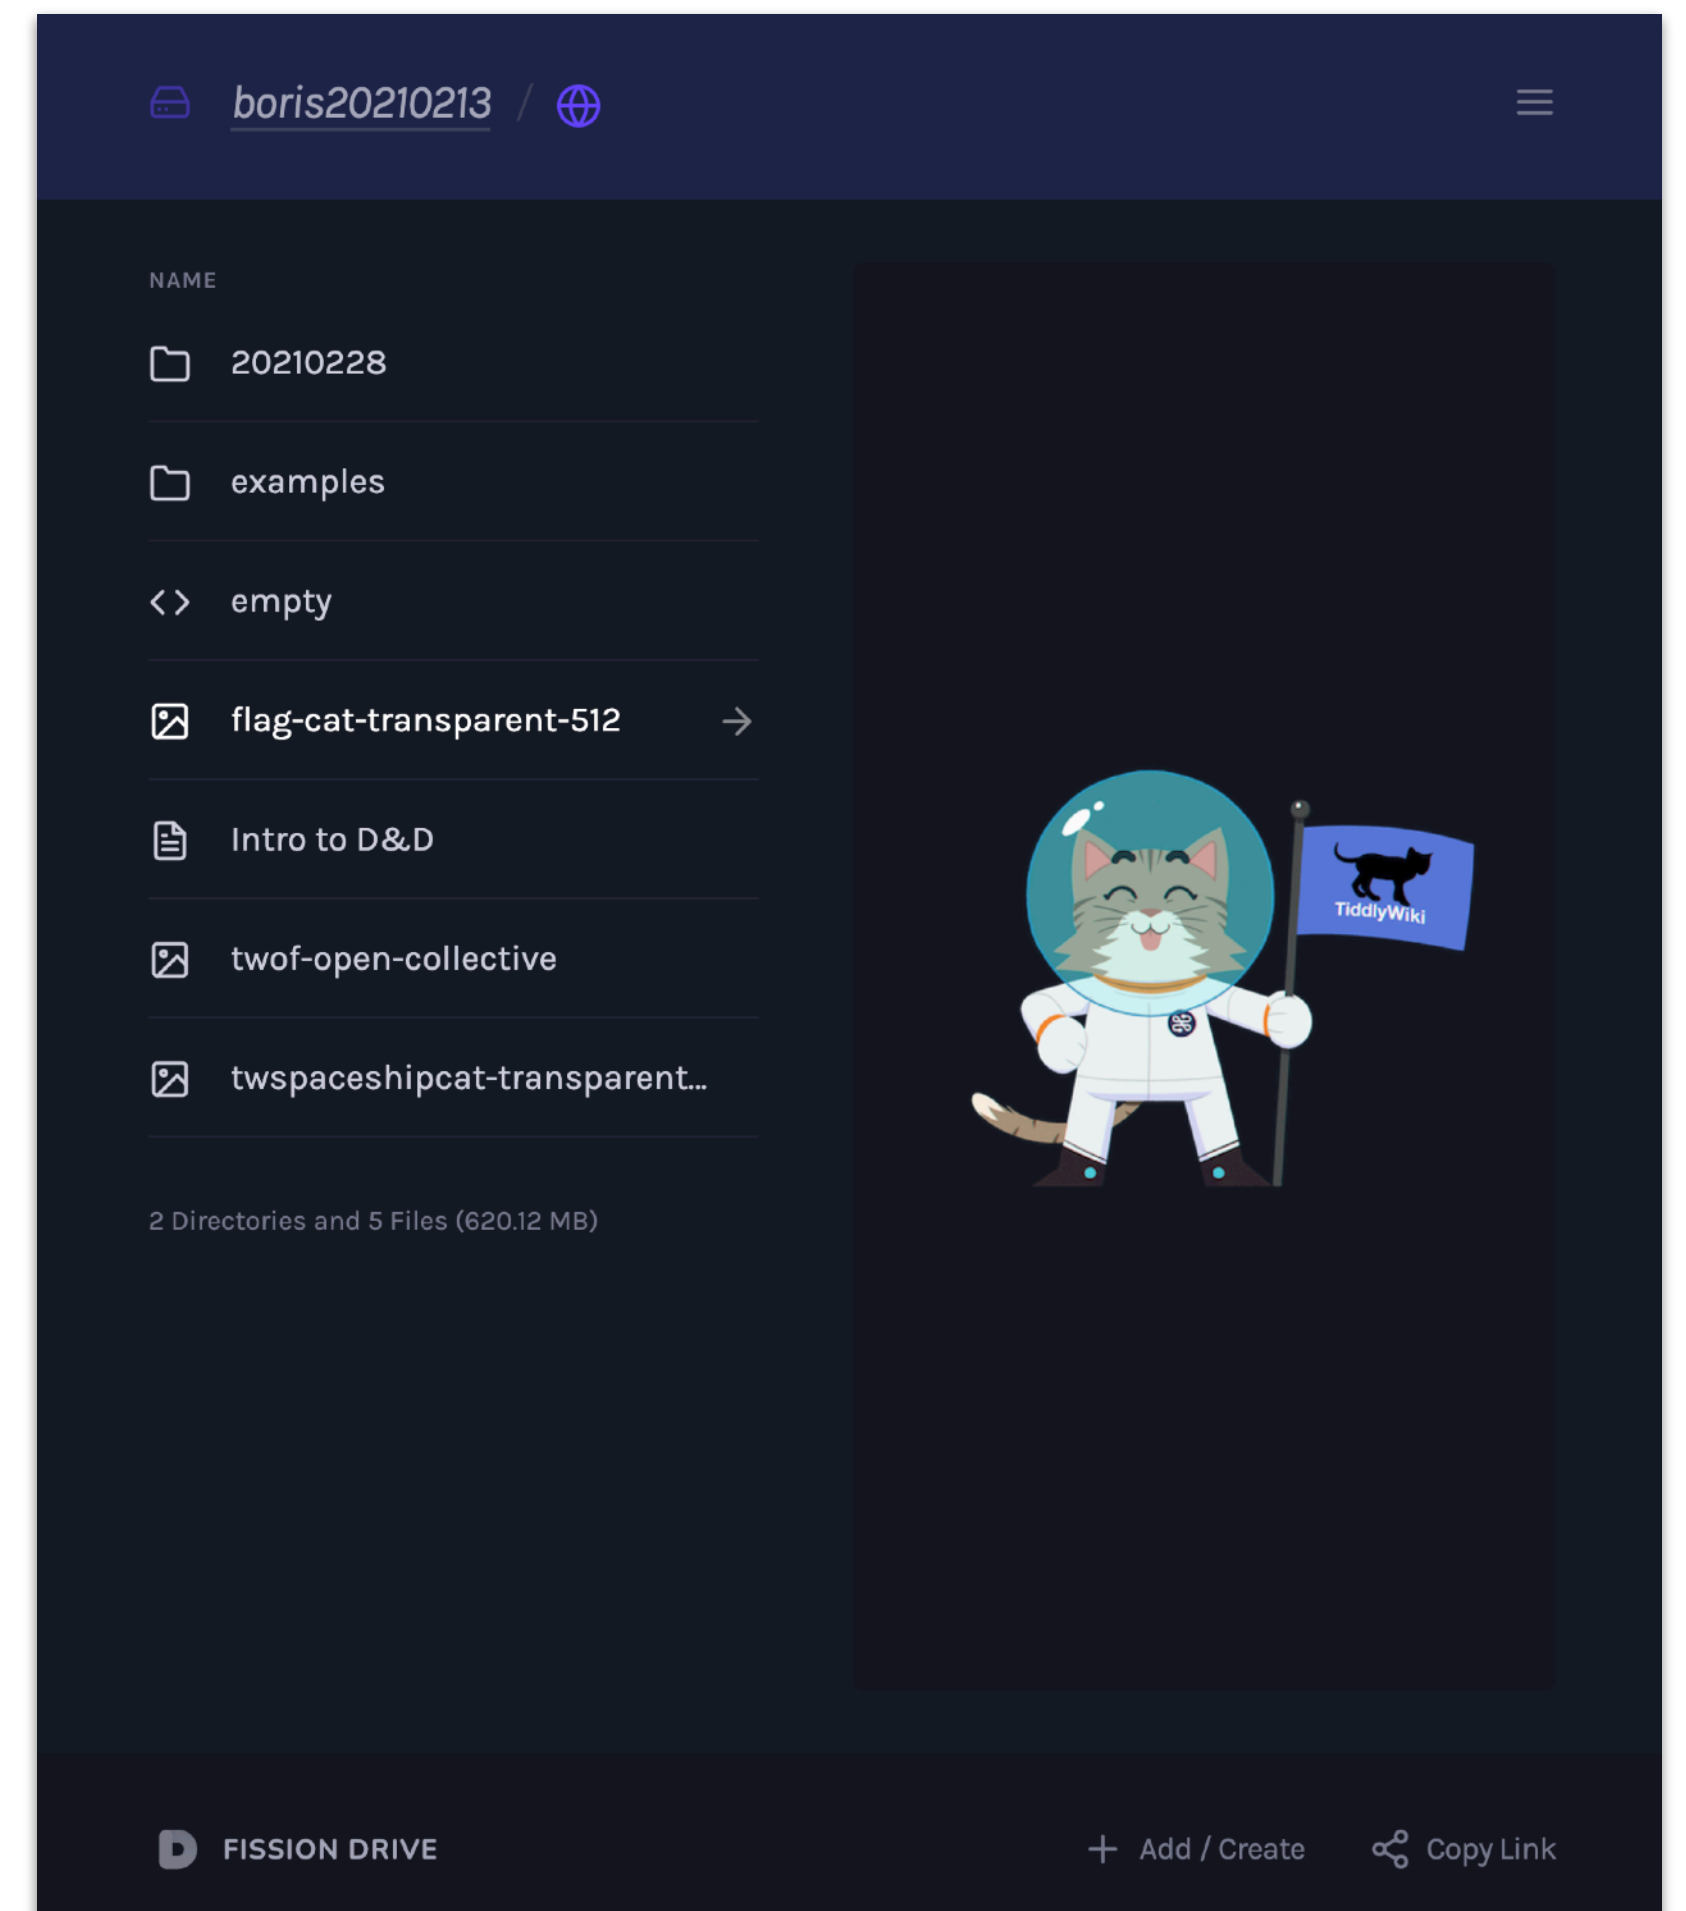 boris20210213 /
NAME
20210228
examples
empty
flag-cat-transparent-512
Intro to D&D
twof-open-collective
twspaceshipcat-transparent...
2 Directories and 5 Files (620.12 MB)
TiddlyWiki
FISSION DRIVE
Add / Create
Copy Link